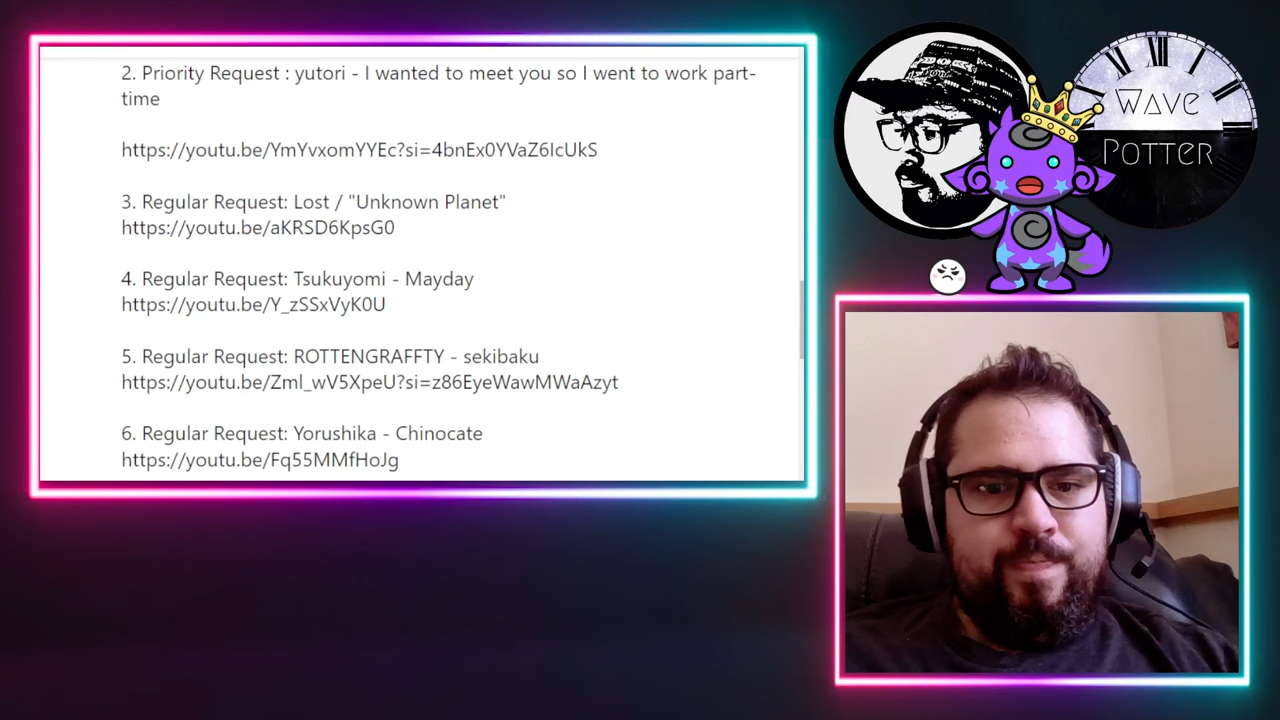 2. Priority Request : yutori - I wanted to meet you so I went to work part-
time
https://youtu.be/YmYvxomYYEc?si=4bnEx0YVaZ6IcUkS
3. Regular Request: Lost / "Unknown Planet"
https://youtu.be/aKRSD6KpsG0
4. Regular Request: Tsukuyomi - Mayday
https://youtu.be/Y_zSSxVyK0U
5. Regular Request: ROTTENGRAFFTY - sekibaku
https://youtu.be/Zml_wV5XpeU?si=z86EyeWawMWaAzyt
6. Regular Request: Yorushika - Chinocate
https://youtu.be/Fq55MMfHoJg
WΔVE
POTTER